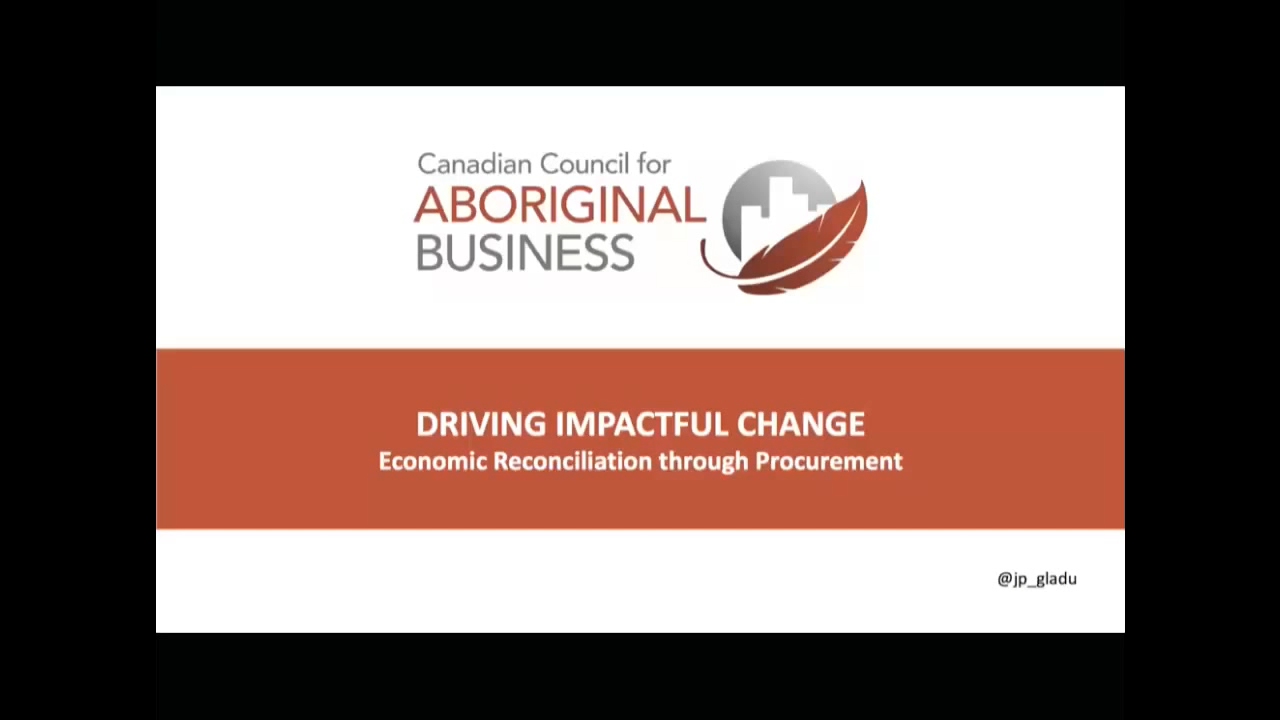 Canadian Council for
ABORIGINAL
BUSINESS
DRIVING IMPACTFUL CHANGE
Economic Reconciliation through Procurement
@jp_gladu